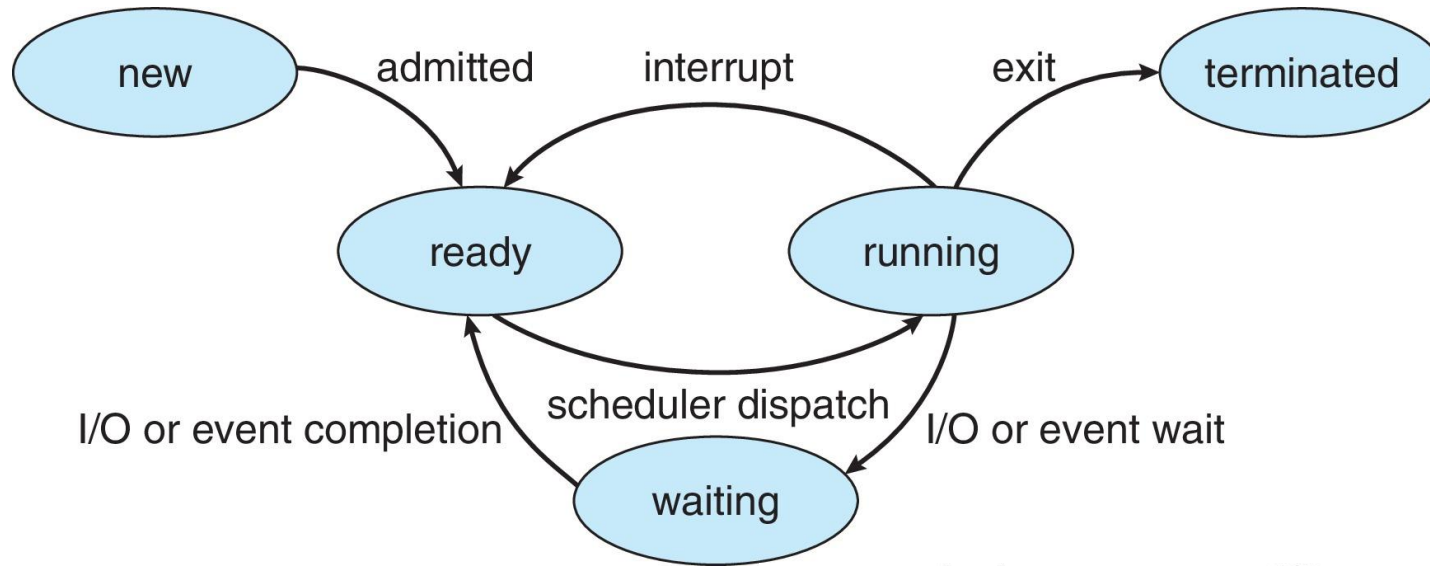 new
admitted
interrupt
exit
terminated
ready
running
I/O or event completion
scheduler dispatch
I/O or event wait
waiting